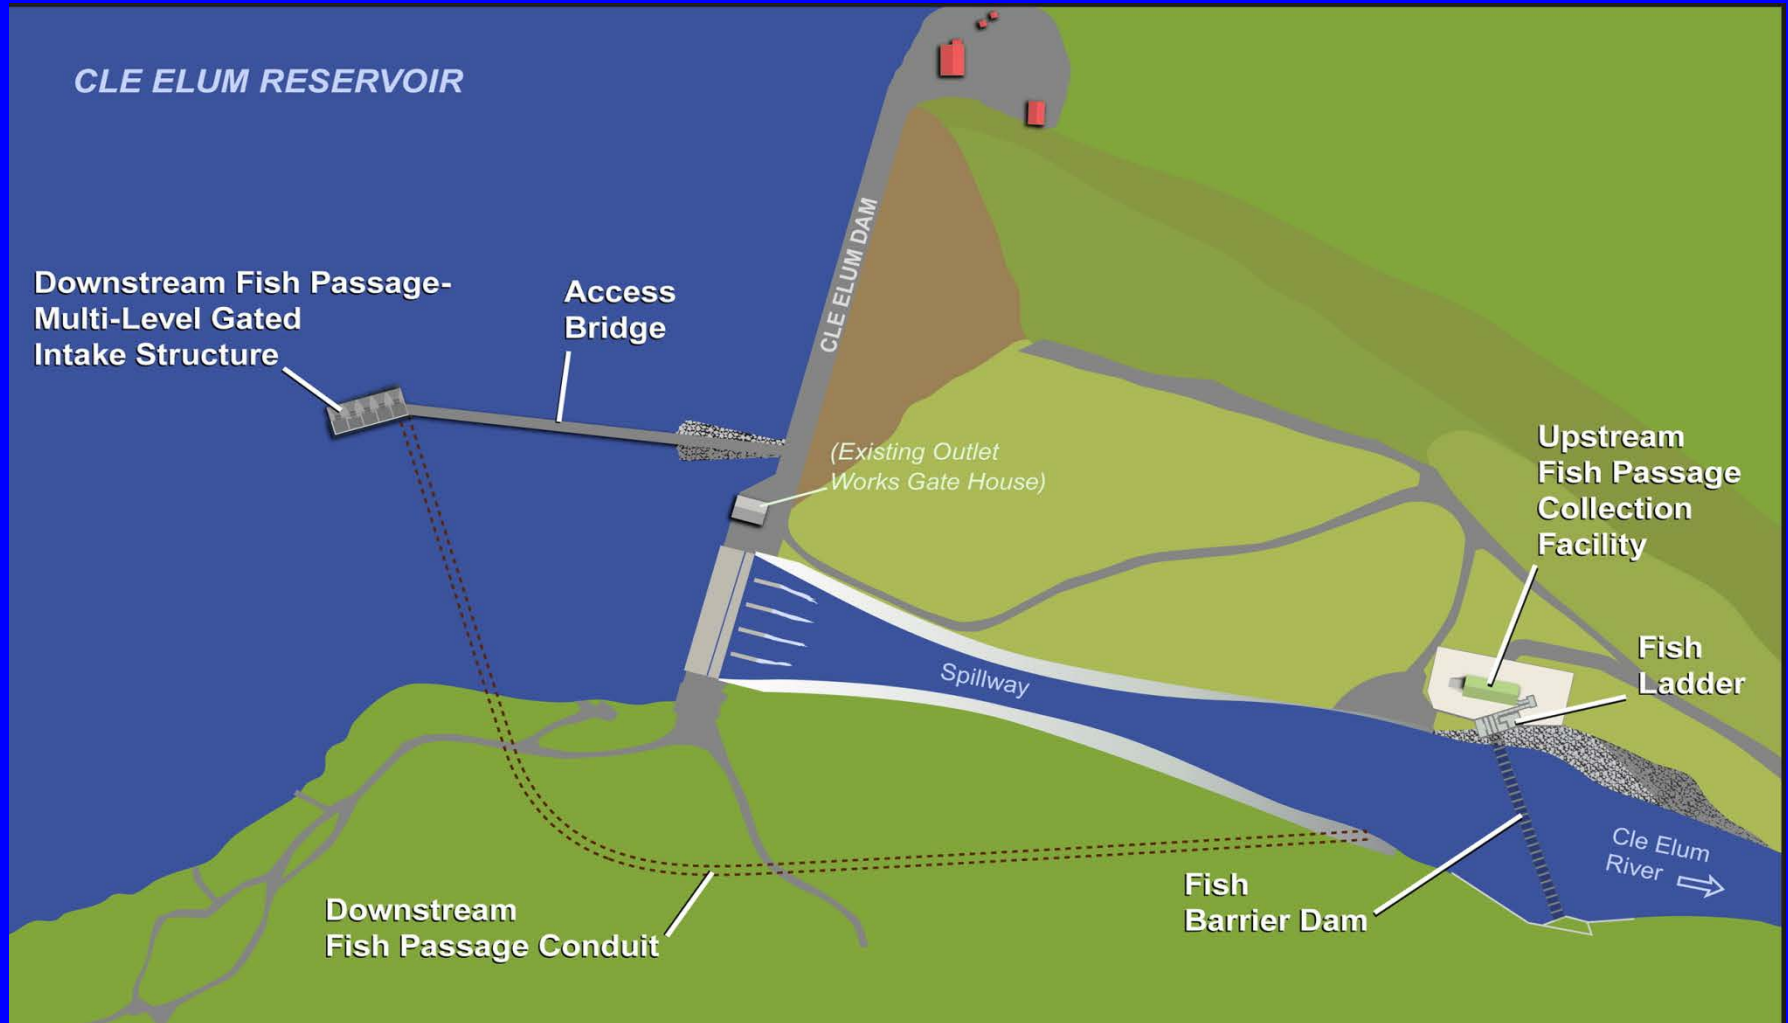 CLE ELUM RESERVOIR
CLE ELUM DAM
Downstream Fish Passage-
Multi-Level Gated
Intake Structure
Access
Bridge
(Existing Outlet
Works Gate House)
Upstream
Fish Passage
Collection
Facility
Fish
Ladder
Spillway
Cle Elum
River
Fish
Barrier Dam
Downstream
Fish Passage Conduit